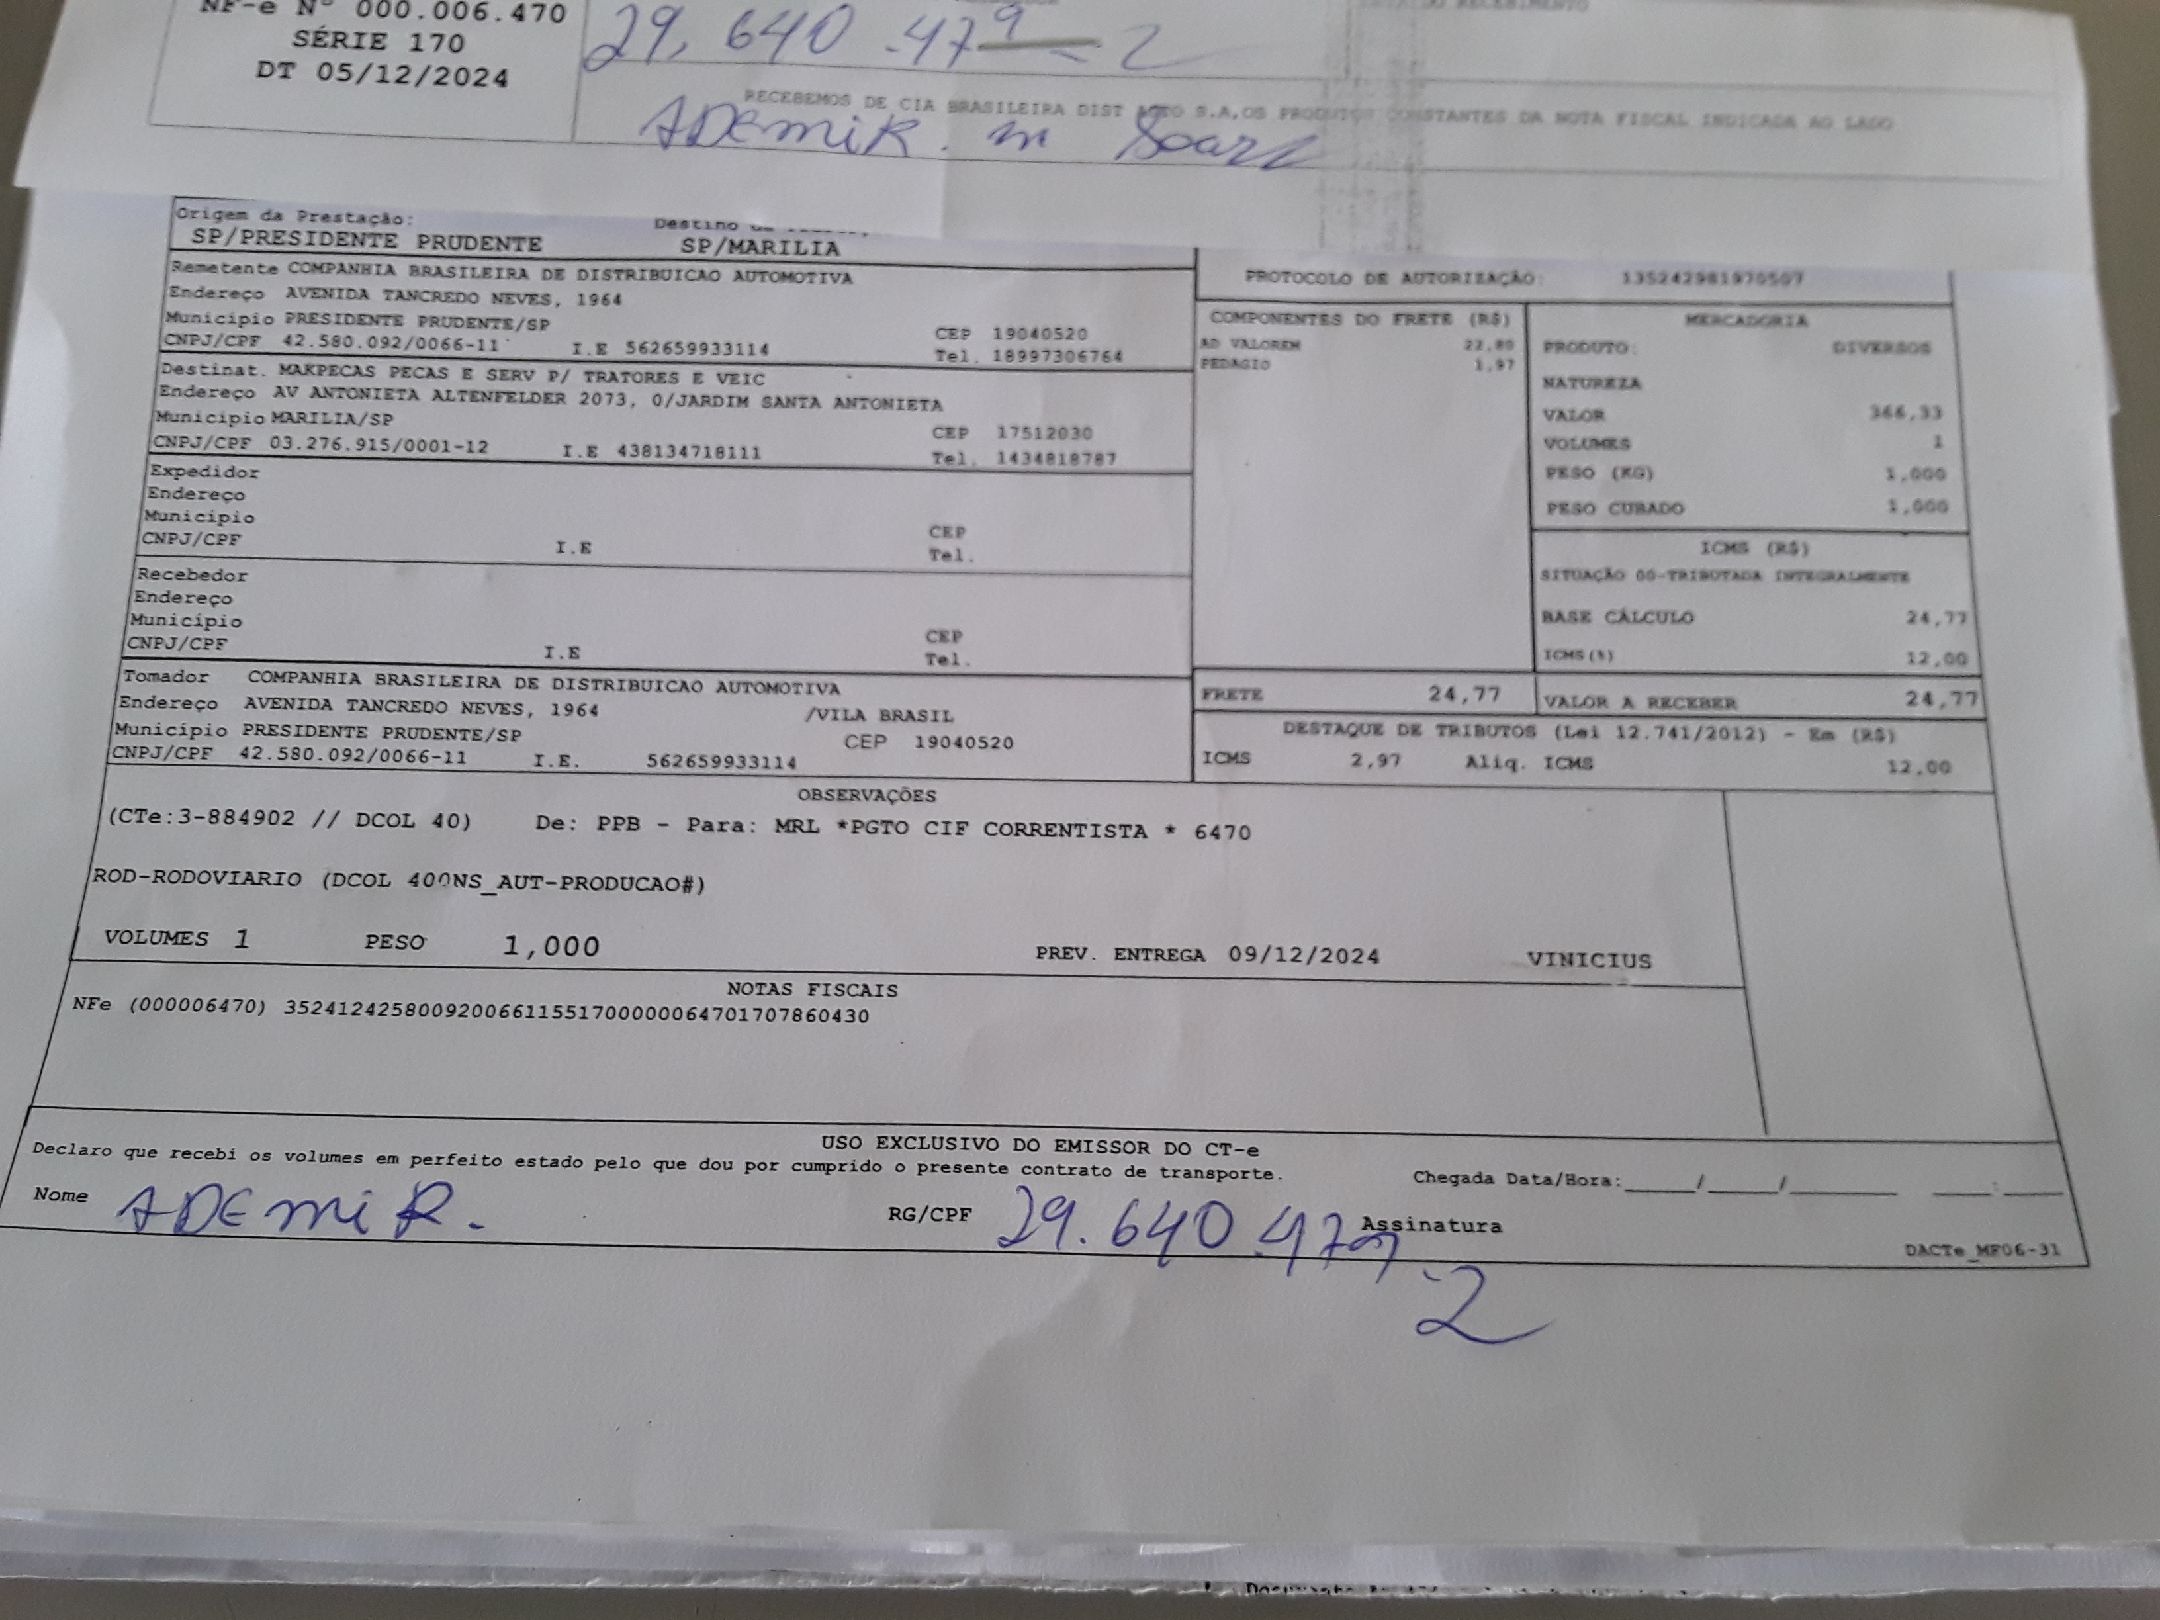 NF-e Nº 000.006.470
SÉRIE 170
DT 05/12/2024
29.640.479-2
RECEBEMOS DE CIA BRASILEIRA DIST AUTO S.A,OS PRODUTOS CONSTANTES DA NOTA FISCAL INDICADA AO LADO
ADEMIR. m Soares
Origem da Prestação: Destino
SP/PRESIDENTE PRUDENTE SP/MARILIA
Remetente COMPANHIA BRASILEIRA DE DISTRIBUICAO AUTOMOTIVA
Endereço AVENIDA TANCREDO NEVES, 1964
Município PRESIDENTE PRUDENTE/SP CEP 19040520
CNPJ/CPF 42.580.092/0066-11 I.E 562659933114 Tel. 18997306764
Destinat. MAKPECAS PECAS E SERV P/ TRATORES E VEIC
Endereço AV ANTONIETA ALTENFELDER 2073, 0/JARDIM SANTA ANTONIETA
Município MARILIA/SP CEP 17512030
CNPJ/CPF 03.276.915/0001-12 I.E 438134718111 Tel. 1434818787
Expedidor
Endereço
Município CEP
CNPJ/CPF I.E Tel.
Recebedor
Endereço
Município CEP
CNPJ/CPF I.E Tel.
Tomador COMPANHIA BRASILEIRA DE DISTRIBUICAO AUTOMOTIVA
Endereço AVENIDA TANCREDO NEVES, 1964 /VILA BRASIL
Município PRESIDENTE PRUDENTE/SP CEP 19040520
CNPJ/CPF 42.580.092/0066-11 I.E. 562659933114
PROTOCOLO DE AUTORIZAÇÃO: 135242981970507
COMPONENTES DO FRETE (R$)
AD VALOREM 22,80
PEDAGIO 1,97
MERCADORIA
PRODUTO: DIVERSOS
NATUREZA
VALOR 366,33
VOLUMES 1
PESO (KG) 1,000
PESO CUBADO 1,000
ICMS (R$)
SITUAÇÃO 00-TRIBUTADA INTEGRALMENTE
BASE CÁLCULO 24,77
ICMS(%) 12,00
FRETE 24,77 VALOR A RECEBER 24,77
DESTAQUE DE TRIBUTOS (Lei 12.741/2012) - Em (R$)
ICMS 2,97 Aliq. ICMS 12,00
OBSERVAÇÕES
(CTe:3-884902 // DCOL 40) De: PPB - Para: MRL *PGTO CIF CORRENTISTA * 6470
ROD-RODOVIARIO (DCOL 400NS_AUT-PRODUCAO#)
VOLUMES 1 PESO 1,000 PREV. ENTREGA 09/12/2024 VINICIUS
NOTAS FISCAIS
NFe (000006470) 35241242580092006611551700000064701707860430
USO EXCLUSIVO DO EMISSOR DO CT-e
Declaro que recebi os volumes em perfeito estado pelo que dou por cumprido o presente contrato de transporte. Chegada Data/Hora:____/____/______ ____:____
Nome ADEMIR. RG/CPF 29.640.479-2 Assinatura
DACTe_MF06-31